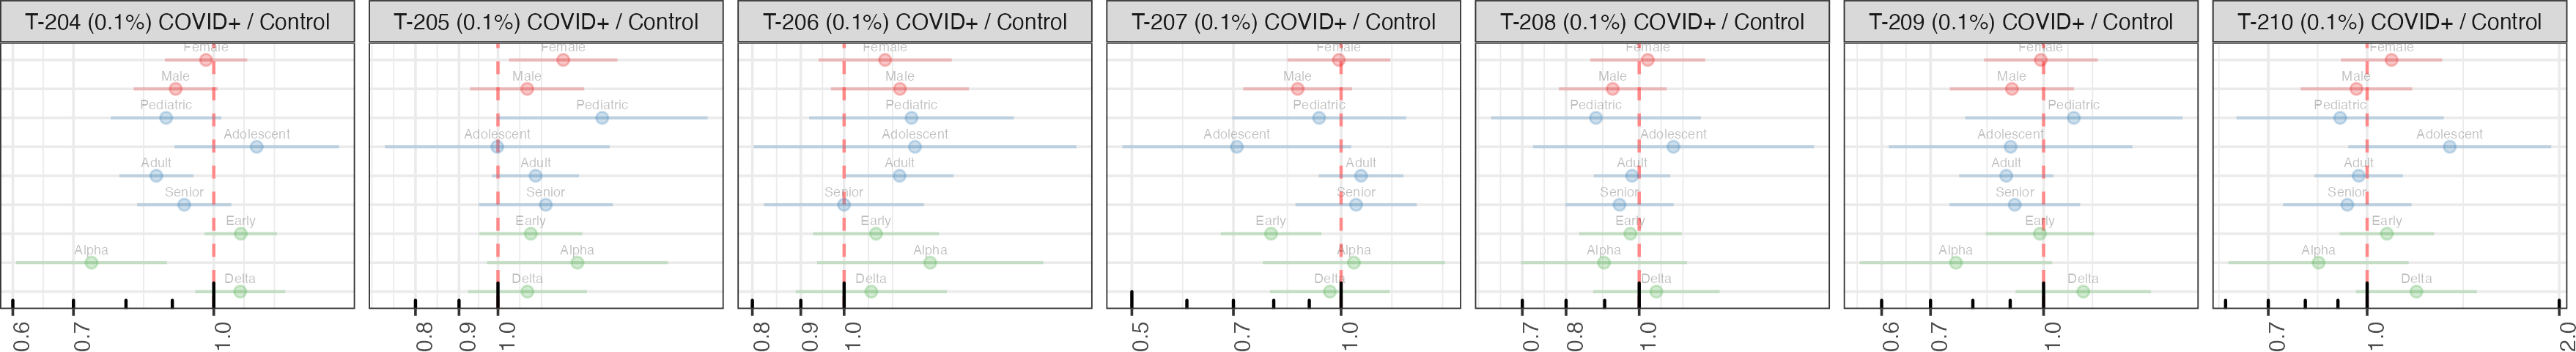 T-204 (0.1%) COVID+ / Control
Female
Male
Pediatric
Adolescent
Adult
Senior
Early
Alpha
Delta
0.6 0.7 1.0
T-205 (0.1%) COVID+ / Control
Female
Male
Pediatric
Adolescent
Adult
Senior
Early
Alpha
Delta
0.8 0.9 1.0
T-206 (0.1%) COVID+ / Control
Female
Male
Pediatric
Adolescent
Adult
Senior
Early
Alpha
Delta
0.8 0.9 1.0
T-207 (0.1%) COVID+ / Control
Female
Male
Pediatric
Adolescent
Adult
Senior
Early
Alpha
Delta
0.5 0.7 1.0
T-208 (0.1%) COVID+ / Control
Female
Male
Pediatric
Adolescent
Adult
Senior
Early
Alpha
Delta
0.7 0.8 1.0
T-209 (0.1%) COVID+ / Control
Female
Male
Pediatric
Adolescent
Adult
Senior
Early
Alpha
Delta
0.6 0.7 1.0
T-210 (0.1%) COVID+ / Control
Female
Male
Pediatric
Adolescent
Adult
Senior
Early
Alpha
Delta
0.7 1.0 2.0